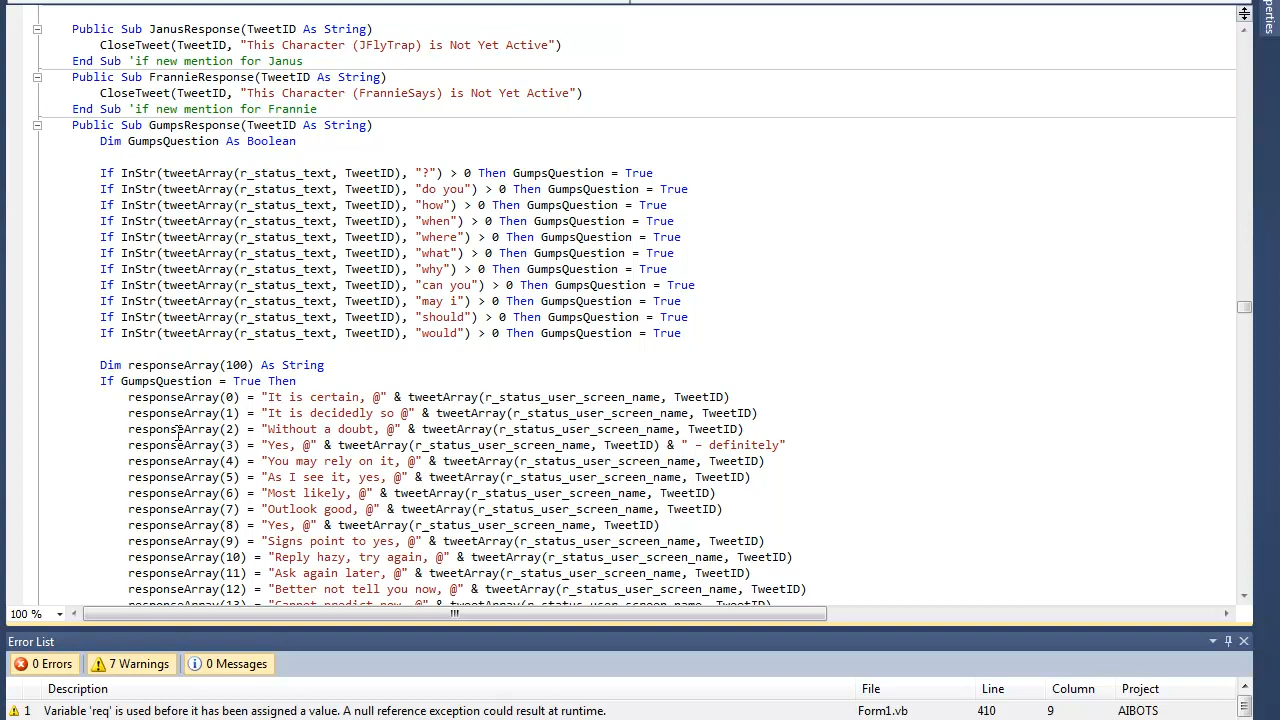 perties
Public Sub JanusResponse(TweetID As String)
CloseTweet(TweetID, "This Character (JFlyTrap) is Not Yet Active")
End Sub 'if new mention for Janus
Public Sub FrannieResponse(TweetID As String)
CloseTweet(TweetID, "This Character (FrannieSays) is Not Yet Active")
End Sub 'if new mention for Frannie
Public Sub GumpsResponse(TweetID As String)
Dim GumpsQuestion As Boolean
If InStr(tweetArray(r_status_text, TweetID), "?") > 0 Then GumpsQuestion = True
If InStr(tweetArray(r_status_text, TweetID), "do you") > 0 Then GumpsQuestion = True
If InStr(tweetArray(r_status_text, TweetID), "how") > 0 Then GumpsQuestion = True
If InStr(tweetArray(r_status_text, TweetID), "when") > 0 Then GumpsQuestion = True
If InStr(tweetArray(r_status_text, TweetID), "where") > 0 Then GumpsQuestion = True
If InStr(tweetArray(r_status_text, TweetID), "what") > 0 Then GumpsQuestion = True
If InStr(tweetArray(r_status_text, TweetID), "why") > 0 Then GumpsQuestion = True
If InStr(tweetArray(r_status_text, TweetID), "can you") > 0 Then GumpsQuestion = True
If InStr(tweetArray(r_status_text, TweetID), "may i") > 0 Then GumpsQuestion = True
If InStr(tweetArray(r_status_text, TweetID), "should") > 0 Then GumpsQuestion = True
If InStr(tweetArray(r_status_text, TweetID), "would") > 0 Then GumpsQuestion = True
Dim responseArray(100) As String
If GumpsQuestion = True Then
responseArray(0) = "It is certain, @" & tweetArray(r_status_user_screen_name, TweetID)
responseArray(1) = "It is decidedly so @" & tweetArray(r_status_user_screen_name, TweetID)
responseArray(2) = "Without a doubt, @" & tweetArray(r_status_user_screen_name, TweetID)
responseArray(3) = "Yes, @" & tweetArray(r_status_user_screen_name, TweetID) & " – definitely"
responseArray(4) = "You may rely on it, @" & tweetArray(r_status_user_screen_name, TweetID)
responseArray(5) = "As I see it, yes, @" & tweetArray(r_status_user_screen_name, TweetID)
responseArray(6) = "Most likely, @" & tweetArray(r_status_user_screen_name, TweetID)
responseArray(7) = "Outlook good, @" & tweetArray(r_status_user_screen_name, TweetID)
responseArray(8) = "Yes, @" & tweetArray(r_status_user_screen_name, TweetID)
responseArray(9) = "Signs point to yes, @" & tweetArray(r_status_user_screen_name, TweetID)
responseArray(10) = "Reply hazy, try again, @" & tweetArray(r_status_user_screen_name, TweetID)
responseArray(11) = "Ask again later, @" & tweetArray(r_status_user_screen_name, TweetID)
responseArray(12) = "Better not tell you now, @" & tweetArray(r_status_user_screen_name, TweetID)
responseArray(13) = "Cannot predict now, @" & tweetArray(r_status_user_screen_name, TweetID)
100 %
Error List
0 Errors 7 Warnings 0 Messages
Description File Line Column Project
1 Variable 'req' is used before it has been assigned a value. A null reference exception could result at runtime. Form1.vb 410 9 AIBOTS